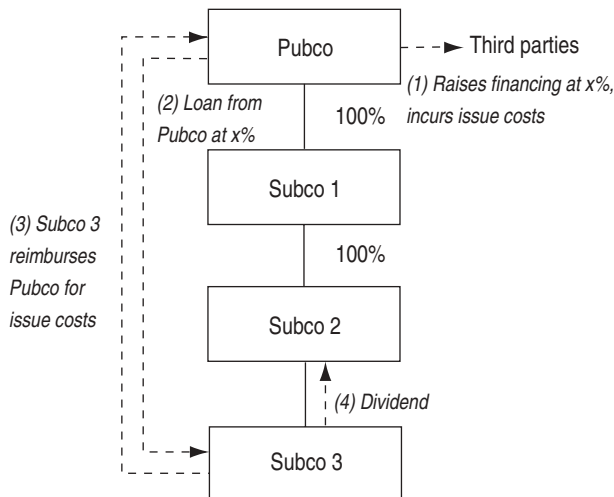 Pubco
Third parties
(1) Raises financing at x%,
incurs issue costs
(2) Loan from
Pubco at x%
100%
Subco 1
(3) Subco 3
reimburses
Pubco for
issue costs
100%
Subco 2
(4) Dividend
Subco 3